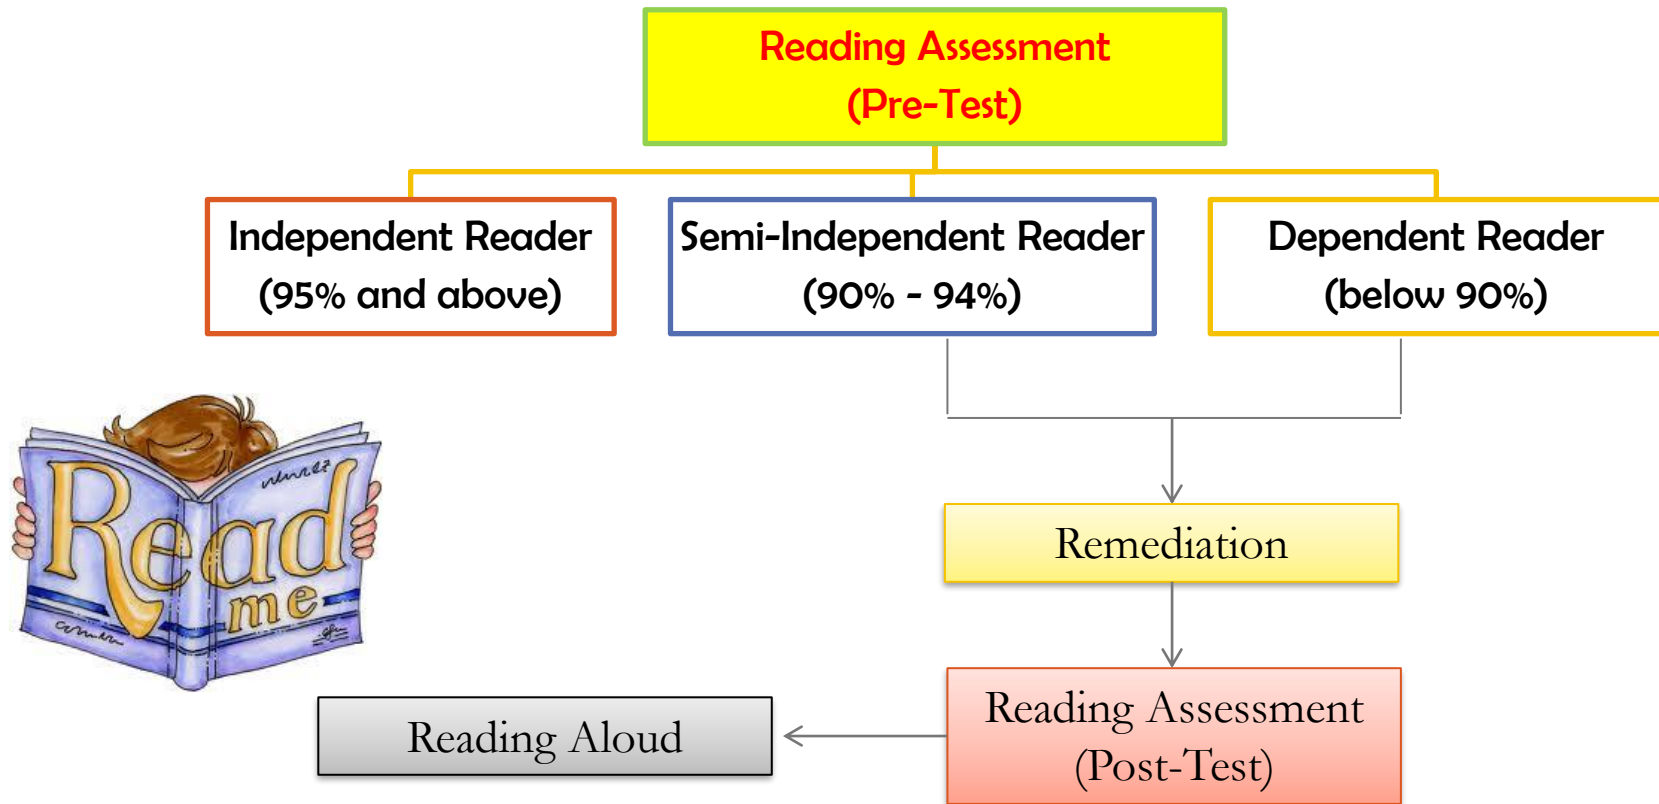 Reading Assessment
(Pre-Test)
Independent Reader
(95% and above)
Semi-Independent Reader
(90% - 94%)
Dependent Reader
(below 90%)
Read
me
Remediation
Reading Assessment
(Post-Test)
Reading Aloud